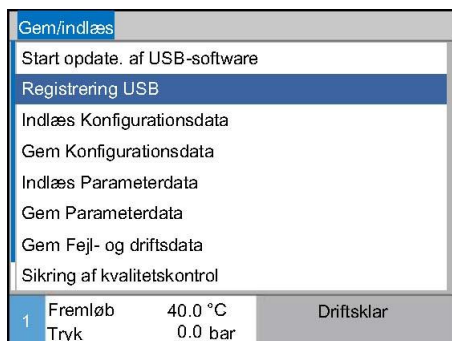 Gem/indlæs
Start opdate. af USB-software
Registrering USB
Indlæs Konfigurationsdata
Gem Konfigurationsdata
Indlæs Parameterdata
Gem Parameterdata
Gem Fejl- og driftsdata
Sikring af kvalitetskontrol
1 Fremløb 40.0 °C Driftsklar
Tryk 0.0 bar